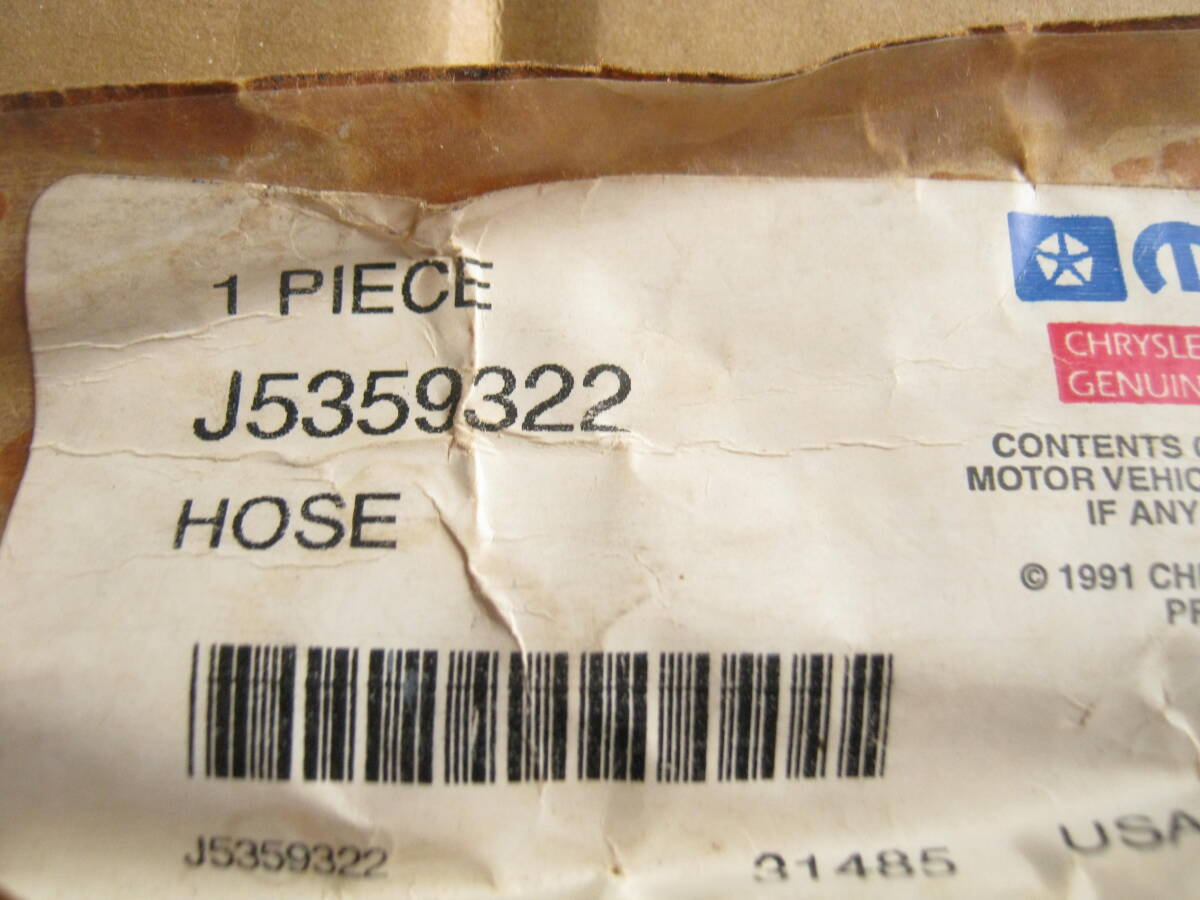 1 PIECE
J5359322
HOSE
CHRYSLE
GENUIN
CONTENTS
MOTOR VEHIC
IF ANY
© 1991 CH
J5359322
31485
USA